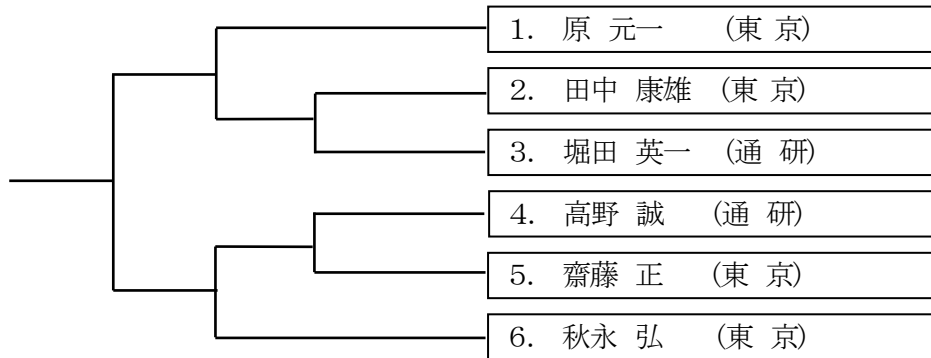 1. 原 元一 (東 京)
2. 田中 康雄 (東 京)
3. 堀田 英一 (通 研)
4. 高野 誠 (通 研)
5. 齋藤 正 (東 京)
6. 秋永 弘 (東 京)